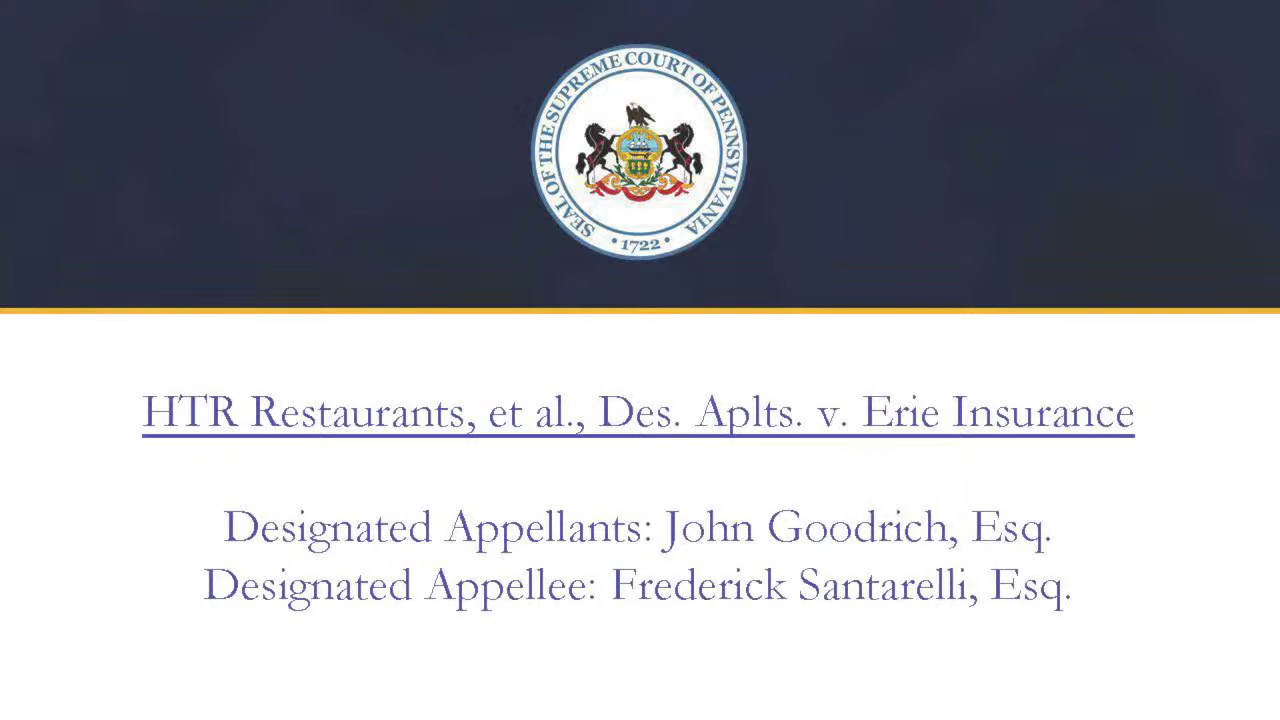 SEAL OF THE SUPREME COURT OF PENNSYLVANIA
• 1722 •
HTR Restaurants, et al., Des. Aplts. v. Erie Insurance
Designated Appellants: John Goodrich, Esq.
Designated Appellee: Frederick Santarelli, Esq.